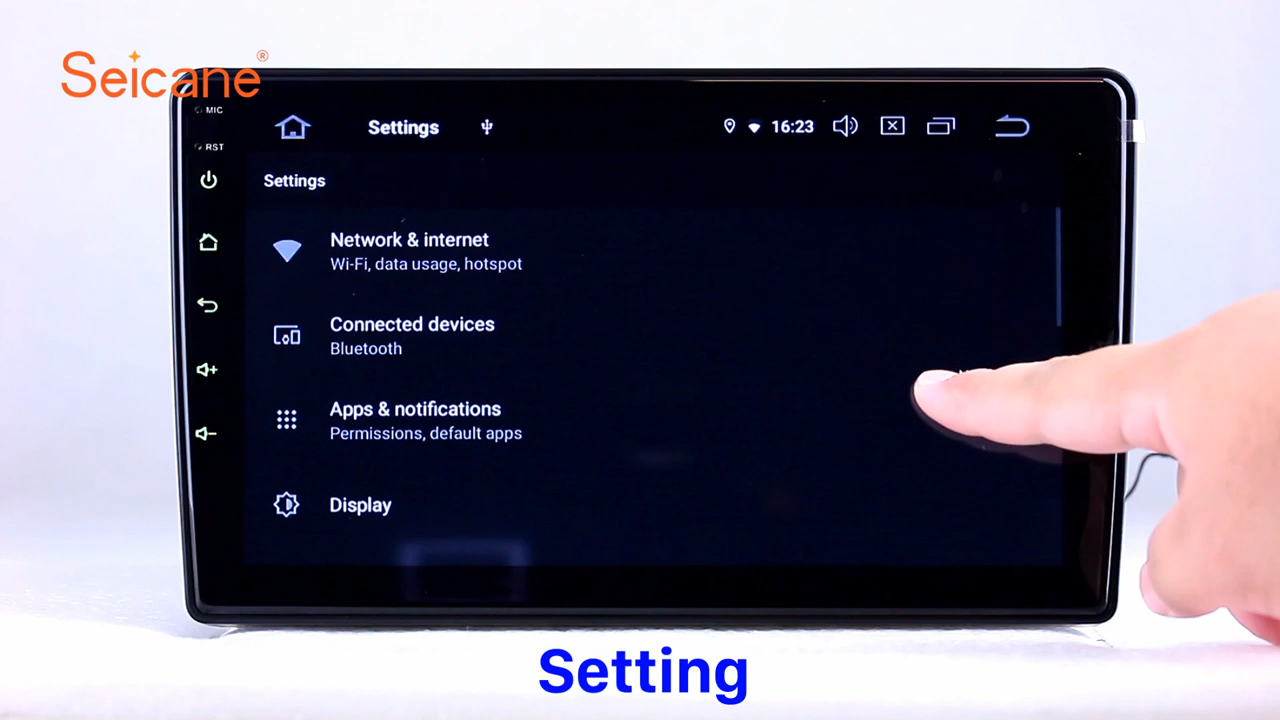 Seicane®
MIC
RST
Settings
16:23
Settings
Network & internet
Wi-Fi, data usage, hotspot
Connected devices
Bluetooth
Apps & notifications
Permissions, default apps
Display
Setting